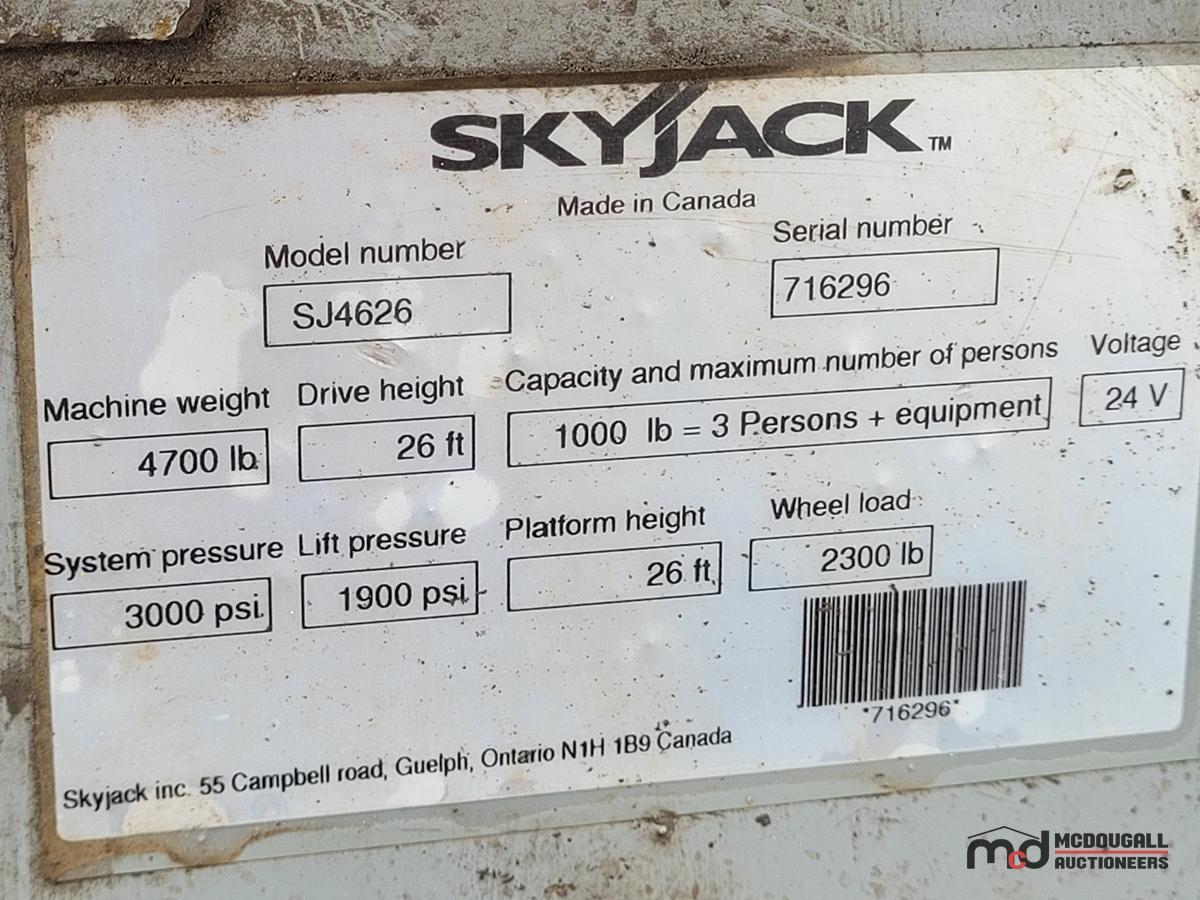 SKYJACK™
Made in Canada
Model number Serial number
SJ4626 716296
Machine weight Drive height Capacity and maximum number of persons Voltage
4700 lb 26 ft 1000 lb = 3 Persons + equipment 24 V
System pressure Lift pressure Platform height Wheel load
3000 psi 1900 psi 26 ft 2300 lb
*716296*
Skyjack inc. 55 Campbell road, Guelph, Ontario N1H 1B9 Canada
mcd MCDOUGALL
AUCTIONEERS